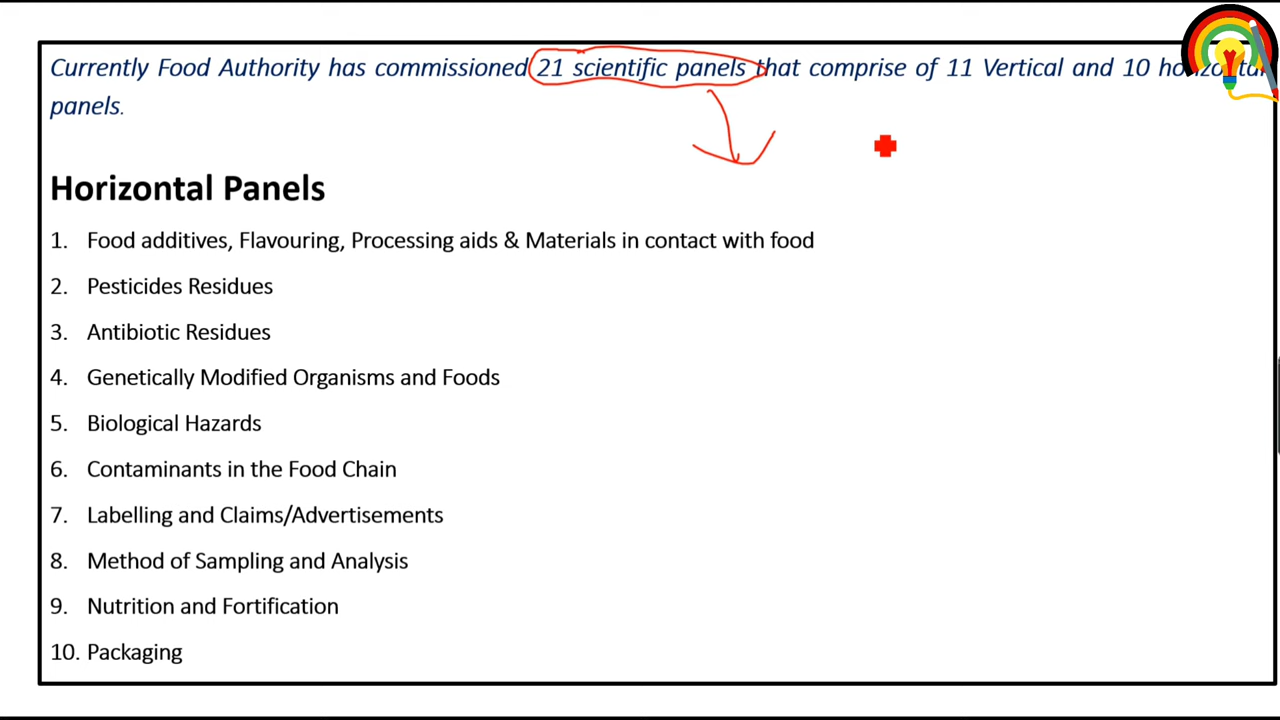 Currently Food Authority has commissioned 21 scientific panels that comprise of 11 Vertical and 10 horizontal
panels.
Horizontal Panels
1. Food additives, Flavouring, Processing aids & Materials in contact with food
2. Pesticides Residues
3. Antibiotic Residues
4. Genetically Modified Organisms and Foods
5. Biological Hazards
6. Contaminants in the Food Chain
7. Labelling and Claims/Advertisements
8. Method of Sampling and Analysis
9. Nutrition and Fortification
10. Packaging